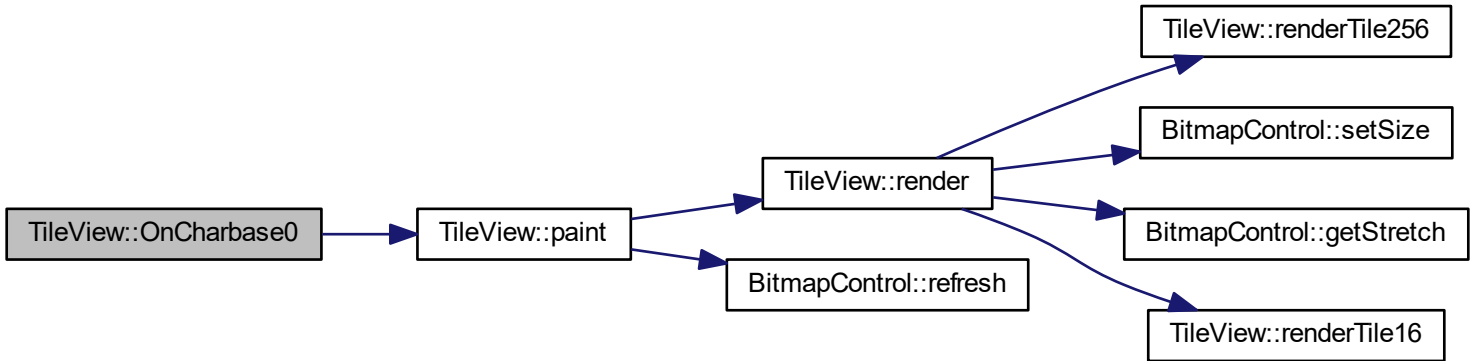 TileView::renderTile256
BitmapControl::setSize
TileView::render
TileView::OnCharbase0
TileView::paint
BitmapControl::getStretch
BitmapControl::refresh
TileView::renderTile16